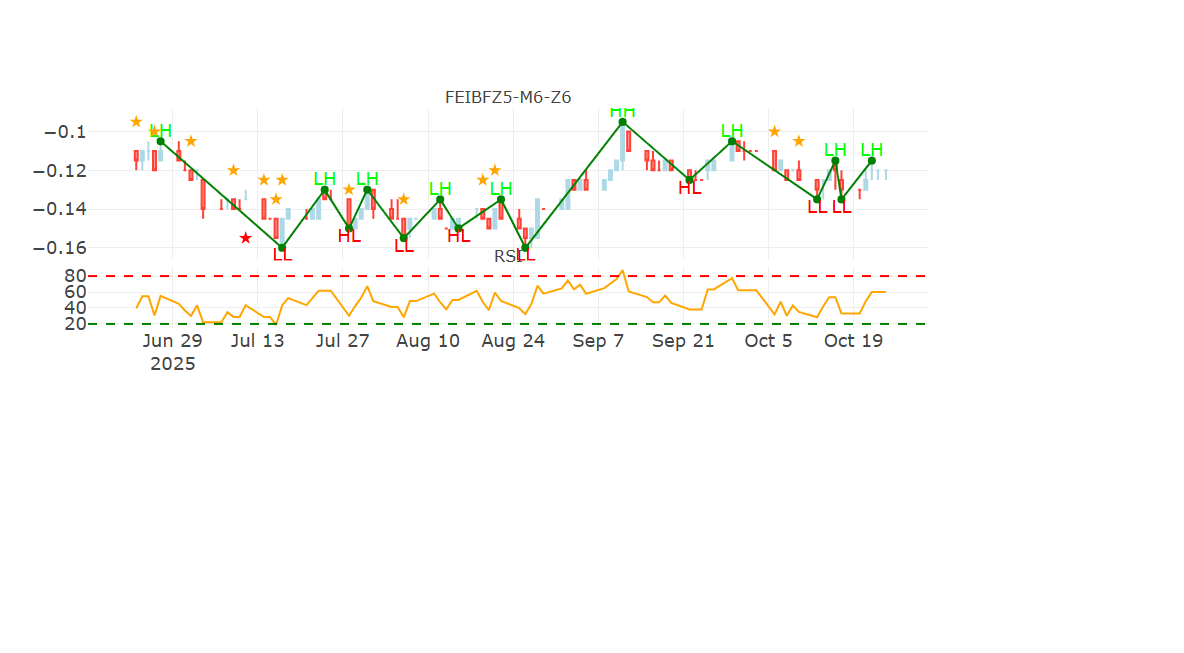 FEIBFZ5-M6-Z6
HH
LH
LH
LH
LH
LH
LH
LH
LH
HL
HL
HL
LL
LL
LL
LL
LL
−0.1
−0.12
−0.14
−0.16
RSI
80
60
40
20
Jun 29 Jul 13 Jul 27 Aug 10 Aug 24 Sep 7 Sep 21 Oct 5 Oct 19
2025